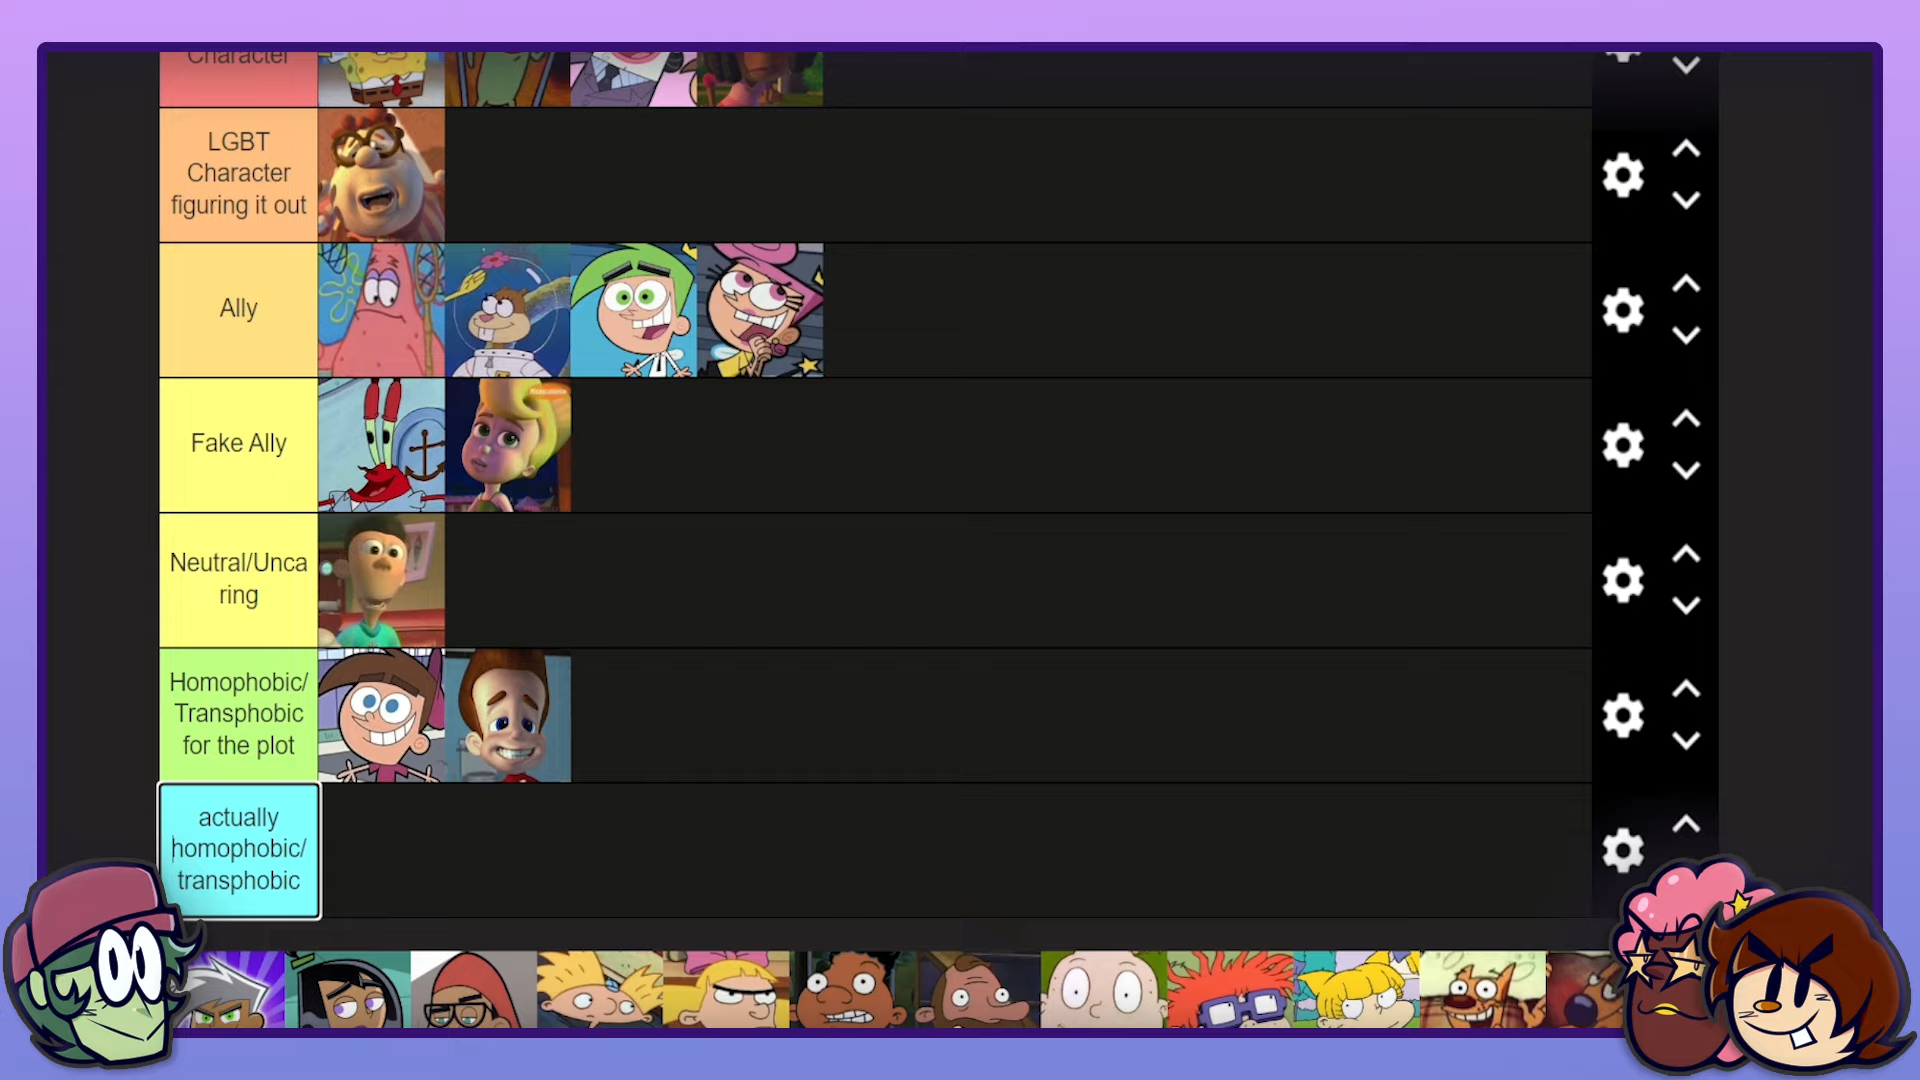 Character
LGBT
Character
figuring it out
Ally
Fake Ally
Neutral/Unca
ring
Homophobic/
Transphobic
for the plot
actually
homophobic/
transphobic